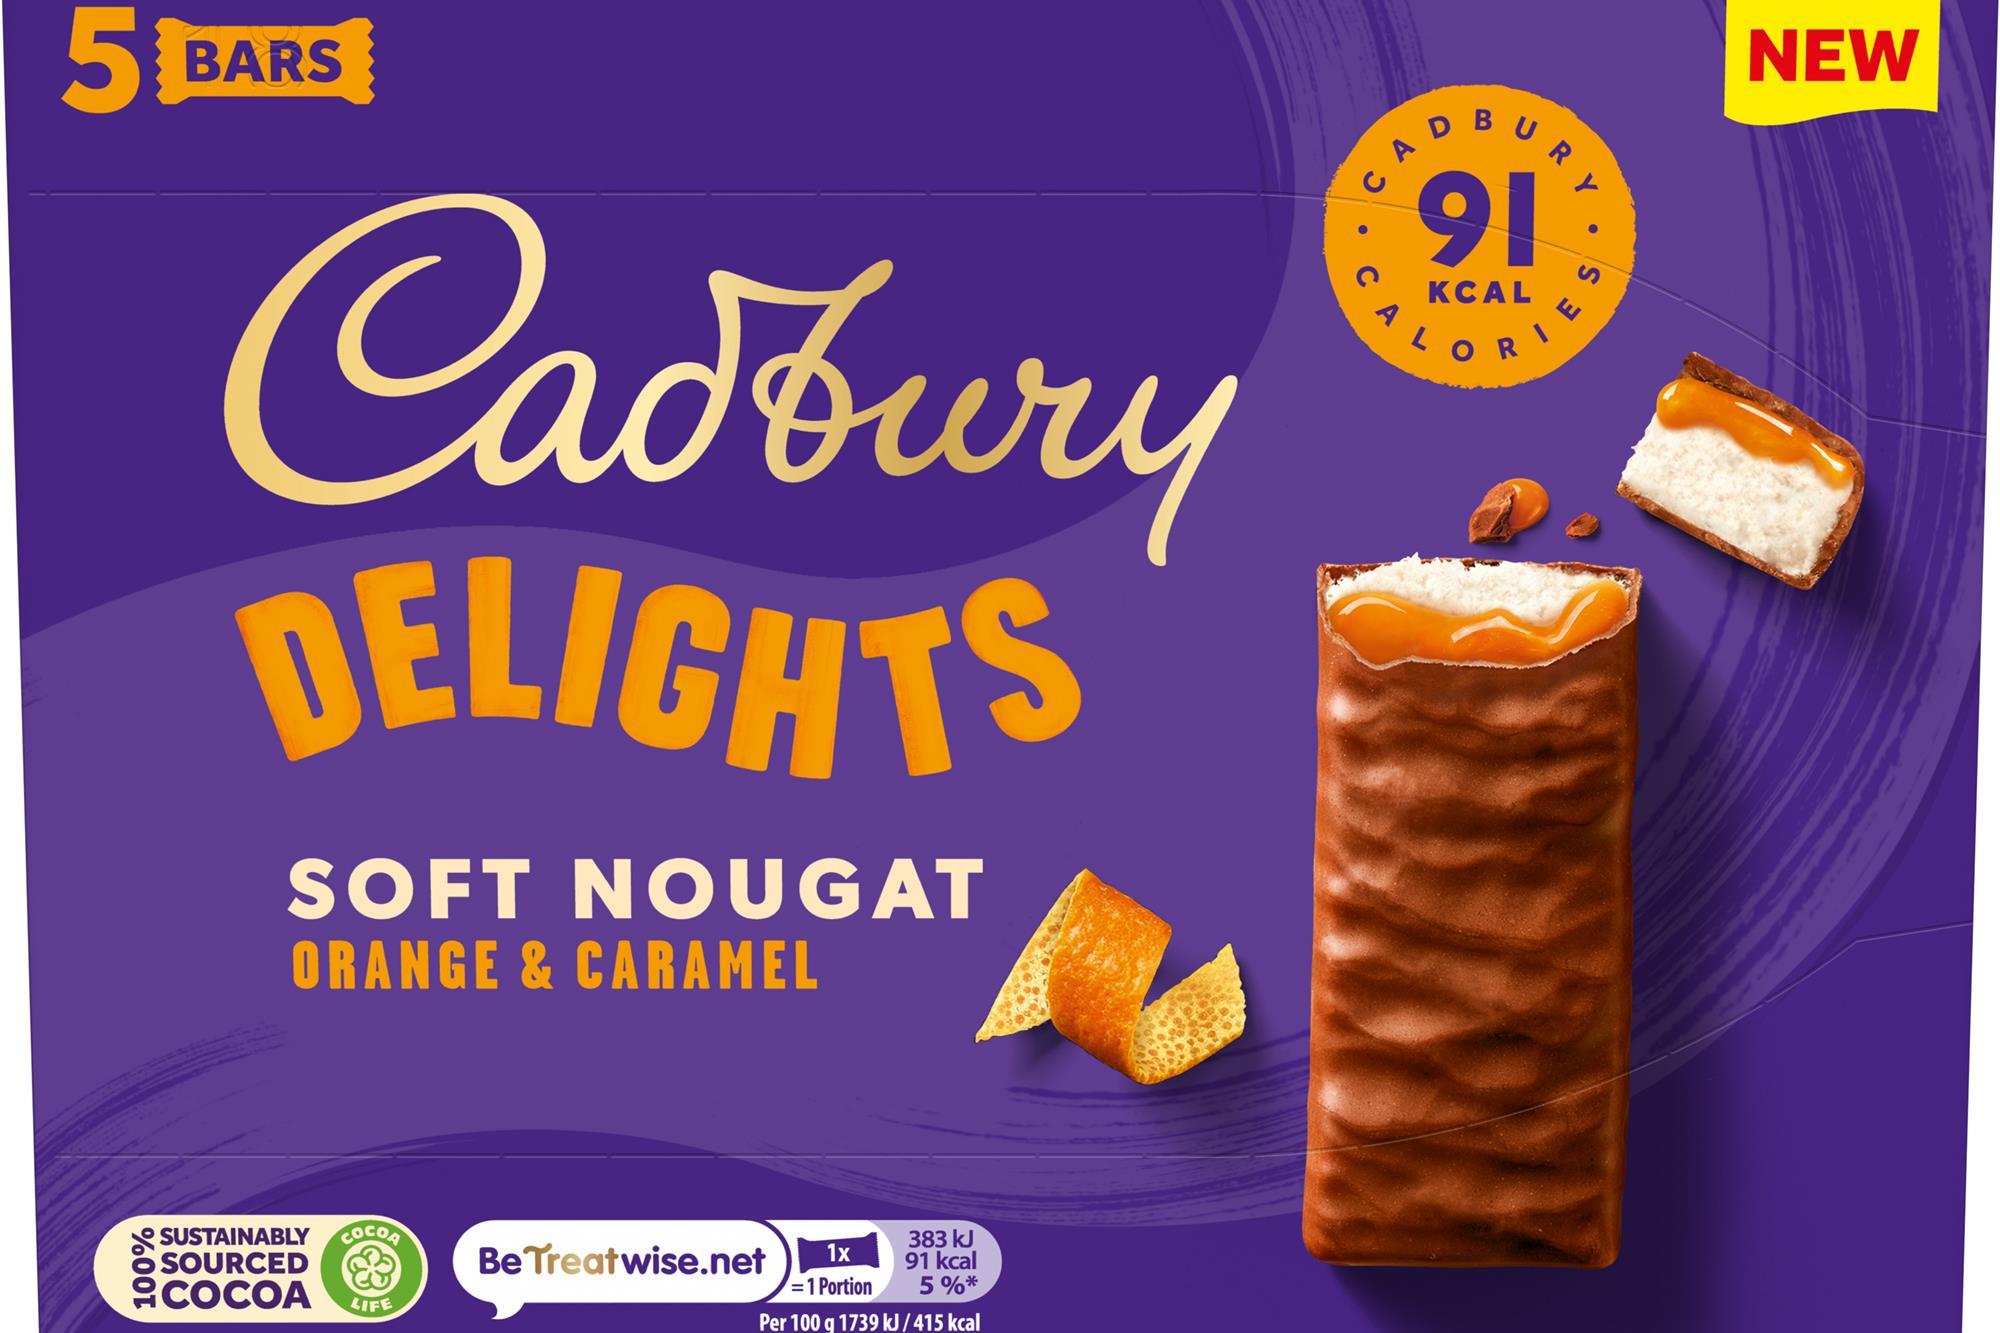 5 BARS
NEW
CADBURY
91
KCAL
CALORIES
Cadbury
DELIGHTS
SOFT NOUGAT
ORANGE & CARAMEL
100% SUSTAINABLY
SOURCED
COCOA
COCOA
LIFE
BeTreatwise.net
1x
= 1 Portion
383 kJ
91 kcal
5 %*
Per 100 g 1739 kJ / 415 kcal